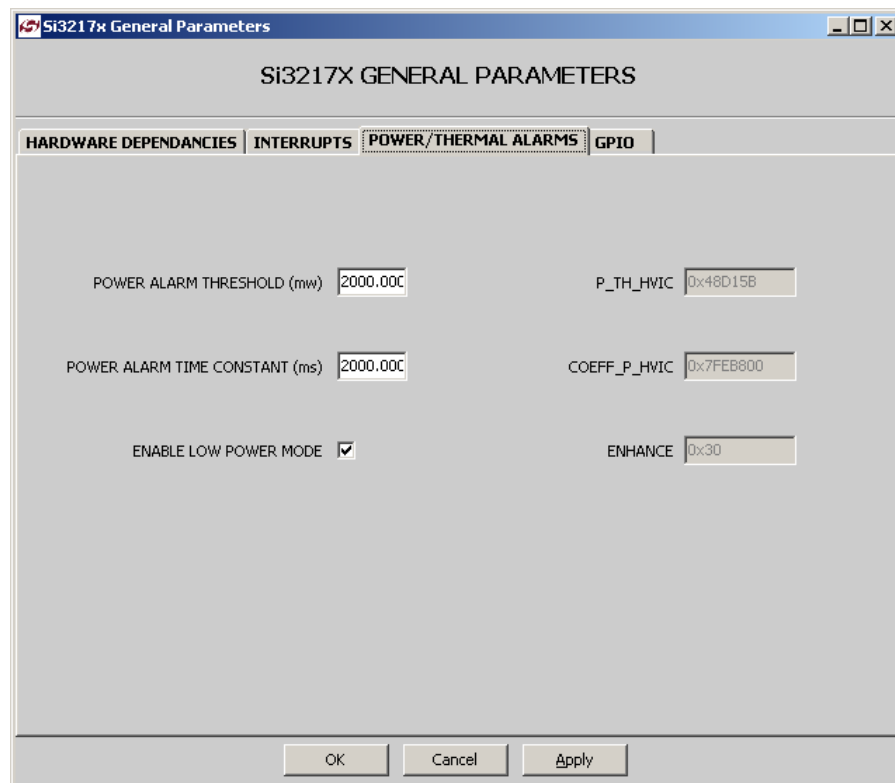 Si3217x General Parameters
Si3217X GENERAL PARAMETERS
HARDWARE DEPENDANCIES INTERRUPTS POWER/THERMAL ALARMS GPIO
POWER ALARM THRESHOLD (mw) 2000.000 P_TH_HVIC 0x48D15B
POWER ALARM TIME CONSTANT (ms) 2000.000 COEFF_P_HVIC 0x7FEB800
ENABLE LOW POWER MODE ENHANCE 0x30
OK Cancel Apply